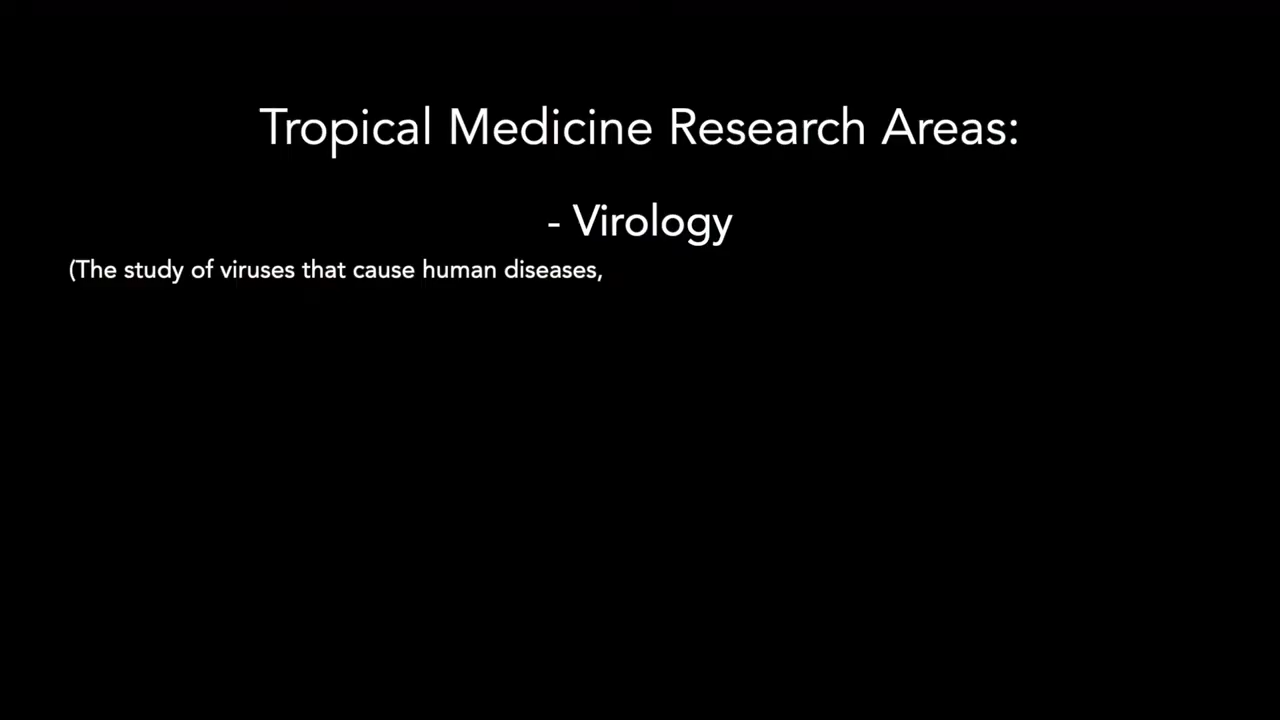 Tropical Medicine Research Areas:
- Virology
(The study of viruses that cause human diseases,